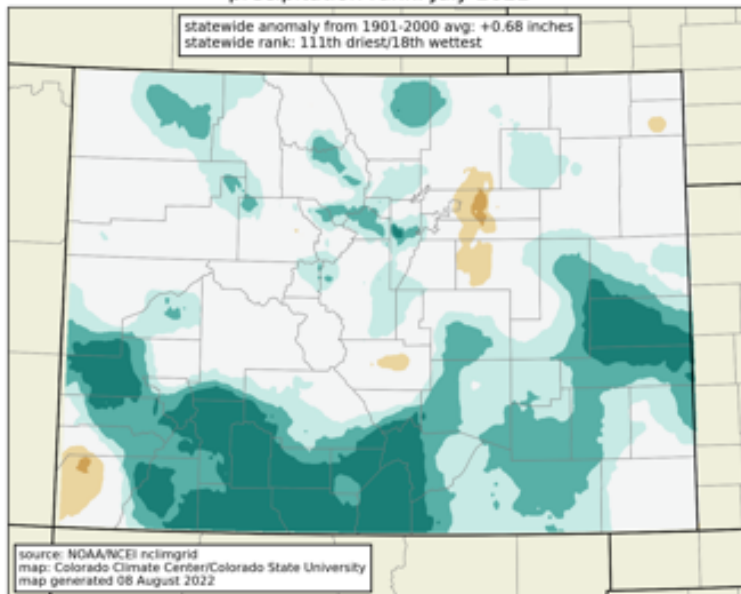 statewide anomaly from 1901-2000 avg: +0.68 inches
statewide rank: 111th driest/18th wettest
source: NOAA/NCEI nclimgrid
map: Colorado Climate Center/Colorado State University
map generated 08 August 2022